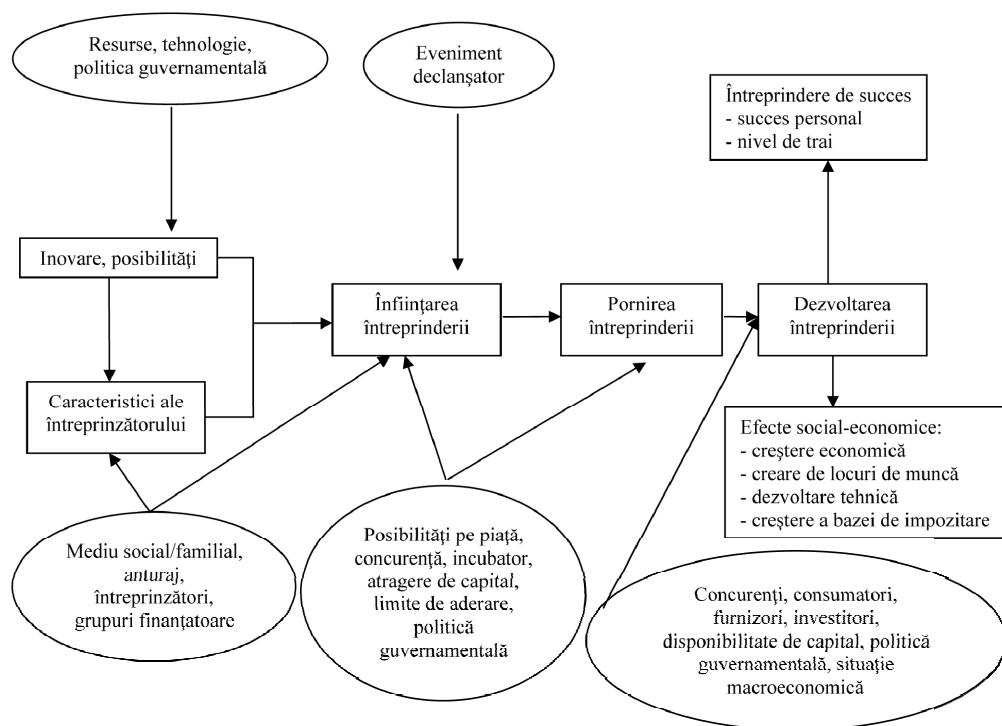 Resurse, tehnologie,
politica guvernamentală
Eveniment
declanşator
Întreprindere de succes
- succes personal
- nivel de trai
Inovare, posibilităţi
Înfiinţarea
întreprinderii
Pornirea
întreprinderii
Dezvoltarea
întreprinderii
Caracteristici ale
întreprinzătorului
Efecte social-economice:
- creştere economică
- creare de locuri de muncă
- dezvoltare tehnică
- creştere a bazei de impozitare
Mediu social/familial,
anturaj,
întreprinzători,
grupuri finanţatoare
Posibilităţi pe piaţă,
concurenţă, incubator,
atragere de capital,
limite de aderare,
politică
guvernamentală
Concurenţi, consumatori,
furnizori, investitori,
disponibilitate de capital, politică
guvernamentală, situaţie
macroeconomică